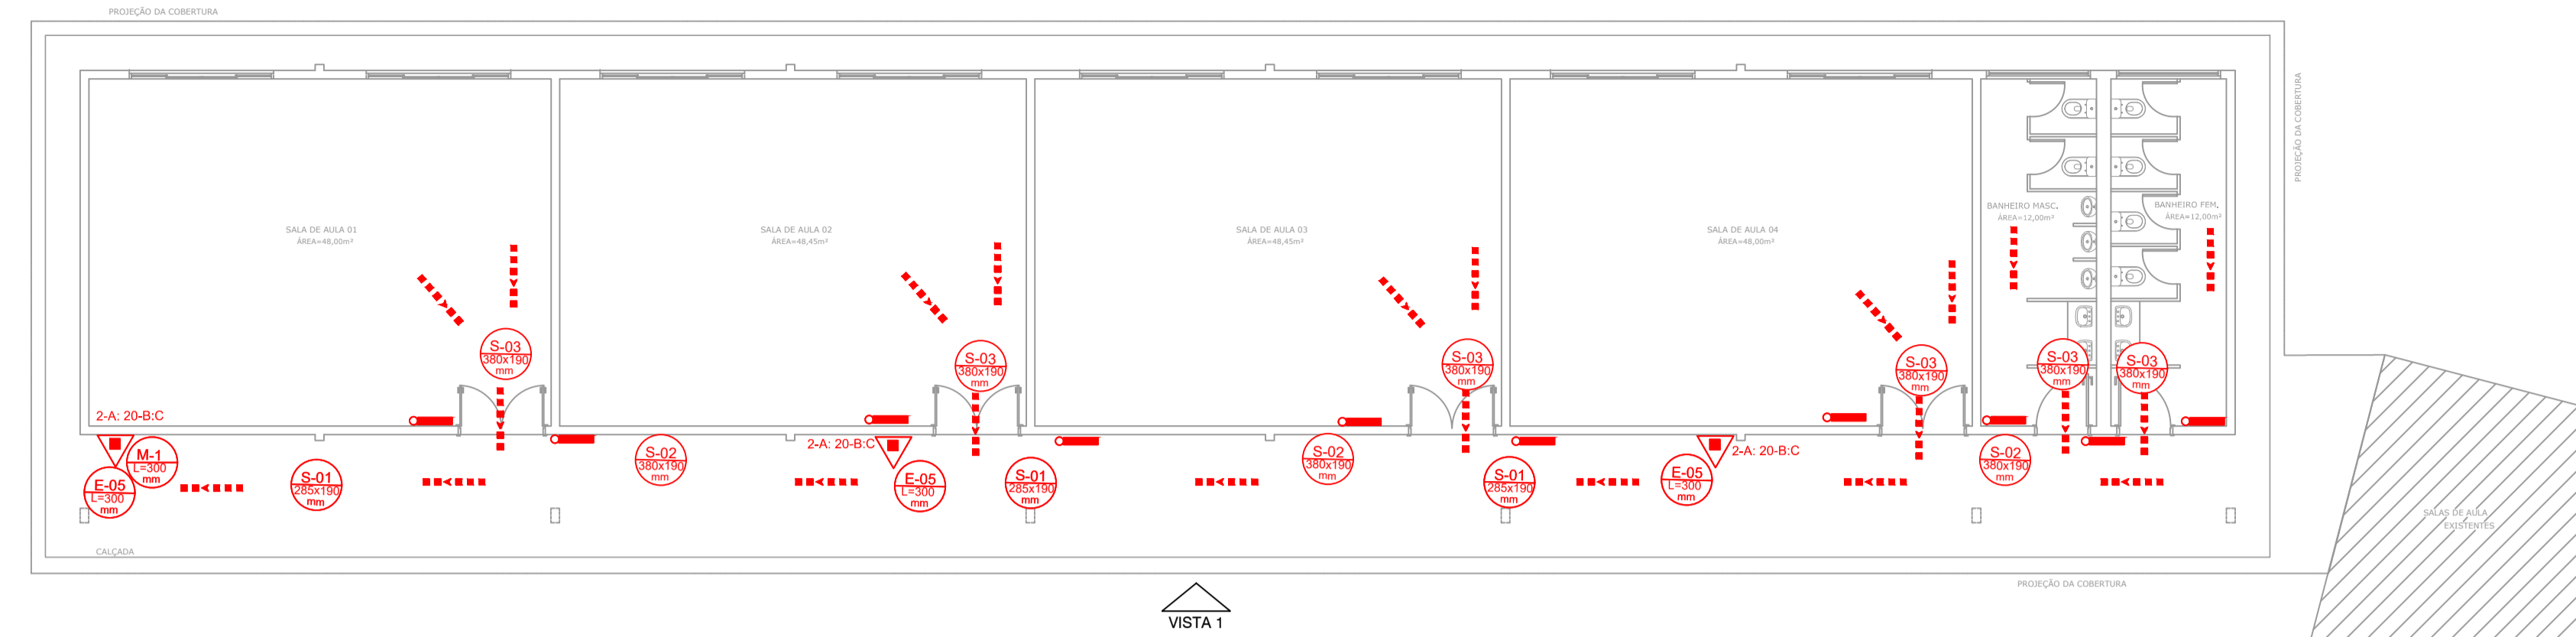 PROJEÇÃO DA COBERTURA
PROJEÇÃO DA COBERTURA
SALA DE AULA 01
ÁREA=48,00m²
SALA DE AULA 02
ÁREA=48,45m²
SALA DE AULA 03
ÁREA=48,45m²
SALA DE AULA 04
ÁREA=48,00m²
BANHEIRO MASC.
ÁREA=12,00m²
BANHEIRO FEM.
ÁREA=12,00m²
S-03
380x190
mm
S-03
380x190
mm
S-03
380x190
mm
S-03
380x190
mm
S-03
380x190
mm
S-03
380x190
mm
2-A: 20-B:C
M-1
L=300
mm
E-05
L=300
mm
S-01
285x190
mm
S-02
380x190
mm
2-A: 20-B:C
E-05
L=300
mm
S-01
285x190
mm
S-02
380x190
mm
S-01
285x190
mm
E-05
L=300
mm
2-A: 20-B:C
S-02
380x190
mm
SALAS DE AULA
EXISTENTES
CALÇADA
PROJEÇÃO DA COBERTURA
VISTA 1